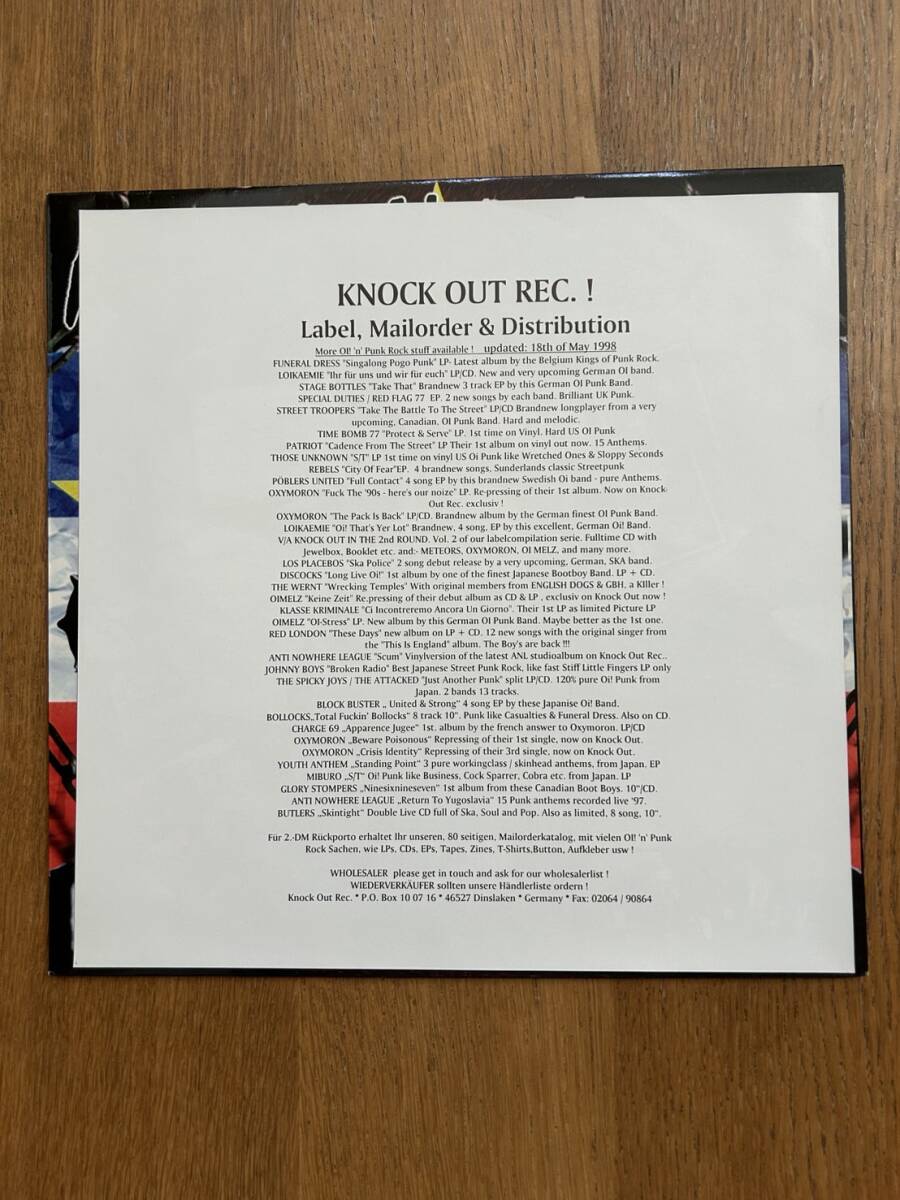 KNOCK OUT REC. !
Label, Mailorder & Distribution
More OI! 'n' Punk Rock stuff available ! updated: 18th of May 1998
FUNERAL DRESS "Singalong Pogo Punk" LP- Latest album by the Belgium Kings of Punk Rock.
LOIKAEMIE "Ihr für uns und wir für euch" LP/CD. New and very upcoming German OI band.
STAGE BOTTLES "Take That" Brandnew 3 track EP by this German OI Punk Band.
SPECIAL DUTIES / RED FLAG 77 EP. 2 new songs by each band. Brilliant UK Punk.
STREET TROOPERS "Take The Battle To The Street" LP/CD Brandnew longplayer from a very
upcoming, Canadian, OI Punk Band. Hard and melodic.
TIME BOMB 77 "Protect & Serve" LP. 1st time on Vinyl. Hard US OI Punk
PATRIOT "Cadence From The Street" LP Their 1st album on vinyl out now. 15 Anthems.
THOSE UNKNOWN "S/T" LP 1st time on vinyl US Oi Punk like Wretched Ones & Sloppy Seconds
REBELS "City Of Fear"EP. 4 brandnew songs. Sunderlands classic Streetpunk
PÖBLERS UNITED "Full Contact" 4 song EP by this brandnew Swedish Oi band - pure Anthems.
OXYMORON "Fuck The '90s - here's our noize" LP. Re-pressing of their 1st album. Now on Knock
Out Rec. exclusiv !
OXYMORON "The Pack Is Back" LP/CD. Brandnew album by the German finest OI Punk Band.
LOIKAEMIE "Oi! That's Yer Lot" Brandnew, 4 song, EP by this excellent, German Oi! Band.
V/A KNOCK OUT IN THE 2nd ROUND. Vol. 2 of our labelcompilation serie. Fulltime CD with
Jewelbox, Booklet etc. and:- METEORS, OXYMORON, OI MELZ, and many more.
LOS PLACEBOS "Ska Police" 2 song debut release by a very upcoming, German, SKA band.
DISCOCKS "Long Live Oi!" 1st album by one of the finest Japanese Bootboy Band. LP + CD.
THE WERNT "Wrecking Temples" With original members from ENGLISH DOGS & GBH, a KIller !
OIMELZ "Keine Zeit" Re.pressing of their debut album as CD & LP , exclusiv on Knock Out now !
KLASSE KRIMINALE "Ci Incontreremo Ancora Un Giorno". Their 1st LP as limited Picture LP
OIMELZ "OI-Stress" LP. New album by this German OI Punk Band. Maybe better as the 1st one.
RED LONDON "These Days" new album on LP + CD. 12 new songs with the original singer from
the "This Is England" album. The Boy's are back !!!
ANTI NOWHERE LEAGUE "Scum" Vinylversion of the latest ANL studioalbum on Knock Out Rec..
JOHNNY BOYS "Broken Radio" Best Japanese Street Punk Rock, like fast Stiff Little Fingers LP only
THE SPICKY JOYS / THE ATTACKED "Just Another Punk" split LP/CD. 120% pure Oi! Punk from
Japan. 2 bands 13 tracks.
BLOCK BUSTER „ United & Strong" 4 song EP by these Japanise Oi! Band.
BOLLOCKS„Total Fuckin' Bollocks" 8 track 10". Punk like Casualties & Funeral Dress. Also on CD.
CHARGE 69 „Apparence Jugee" 1st. album by the french answer to Oxymoron. LP/CD
OXYMORON „Beware Poisonous" Repressing of their 1st single, now on Knock Out.
OXYMORON „Crisis Identity" Repressing of their 3rd single, now on Knock Out.
YOUTH ANTHEM „Standing Point" 3 pure workingclass / skinhead anthems, from Japan. EP
MIBURO „S/T" Oi! Punk like Business, Cock Sparrer, Cobra etc. from Japan. LP
GLORY STOMPERS „Ninesixnineseven" 1st album from these Canadian Boot Boys. 10"/CD.
ANTI NOWHERE LEAGUE „Return To Yugoslavia" 15 Punk anthems recorded live '97.
BUTLERS „Skintight" Double Live CD full of Ska, Soul and Pop. Also as limited, 8 song, 10".
Für 2.-DM Rückporto erhaltet Ihr unseren, 80 seitigen, Mailorderkatalog, mit vielen OI! 'n' Punk
Rock Sachen, wie LPs, CDs, EPs, Tapes, Zines, T-Shirts,Button, Aufkleber usw !
WHOLESALER please get in touch and ask for our wholesalerlist !
WIEDERVERKÄUFER sollten unsere Händlerliste ordern !
Knock Out Rec. * P.O. Box 10 07 16 * 46527 Dinslaken * Germany * Fax: 02064 / 90864